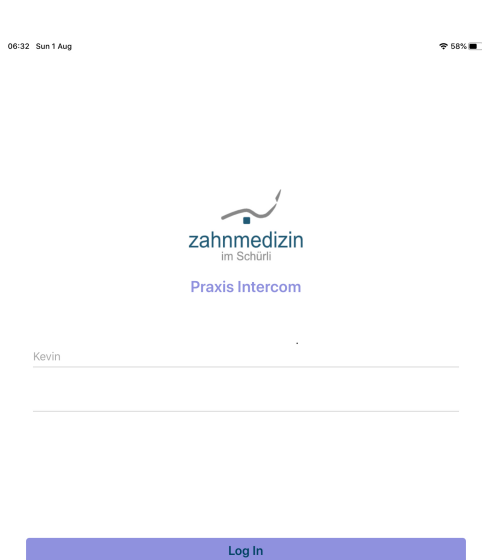 06:32 Sun 1 Aug 58%
zahnmedizin
im Schürli
Praxis Intercom
Kevin
Log In